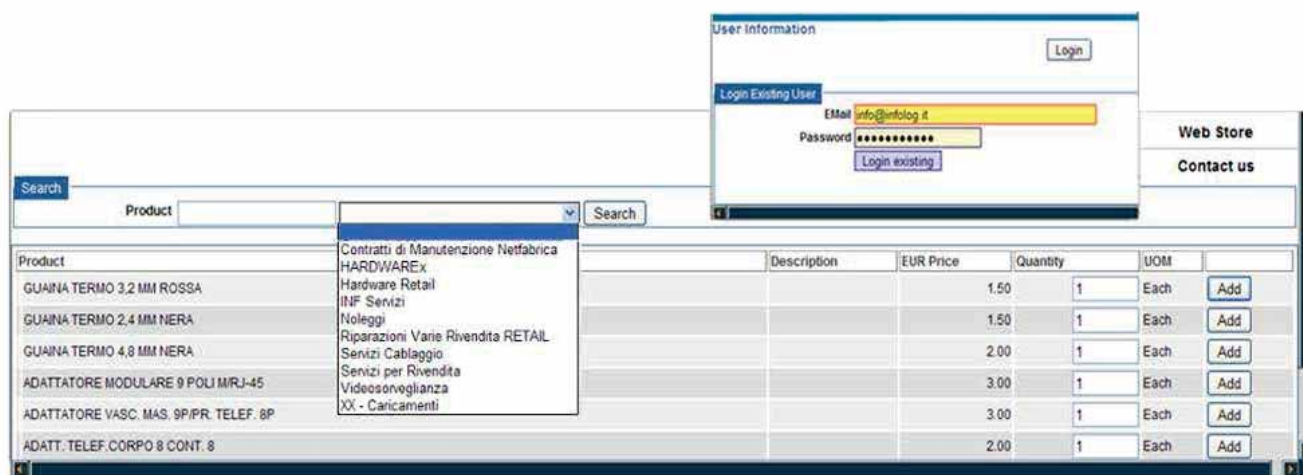 User Information
Login
Login Existing User
EMail info@infolog.it
Password ●●●●●●●●●●●
Login existing
Web Store
Contact us
Search
Product Search
Contratti di Manutenzione Netfabrica
HARDWAREx
Hardware Retail
INF Servizi
Noleggi
Riparazioni Varie Rivendita RETAIL
Servizi Cablaggio
Servizi per Rivendita
Videosorveglianza
XX - Caricamenti
Product Description EUR Price Quantity UOM
GUAINA TERMO 3,2 MM ROSSA 1.50 1 Each Add
GUAINA TERMO 2,4 MM NERA 1.50 1 Each Add
GUAINA TERMO 4,8 MM NERA 2.00 1 Each Add
ADATTATORE MODULARE 9 POLI M/RJ-45 3.00 1 Each Add
ADATTATORE VASC. MAS. 9P/PR. TELEF. 8P 3.00 1 Each Add
ADATT. TELEF.CORPO 8 CONT. 8 2.00 1 Each Add